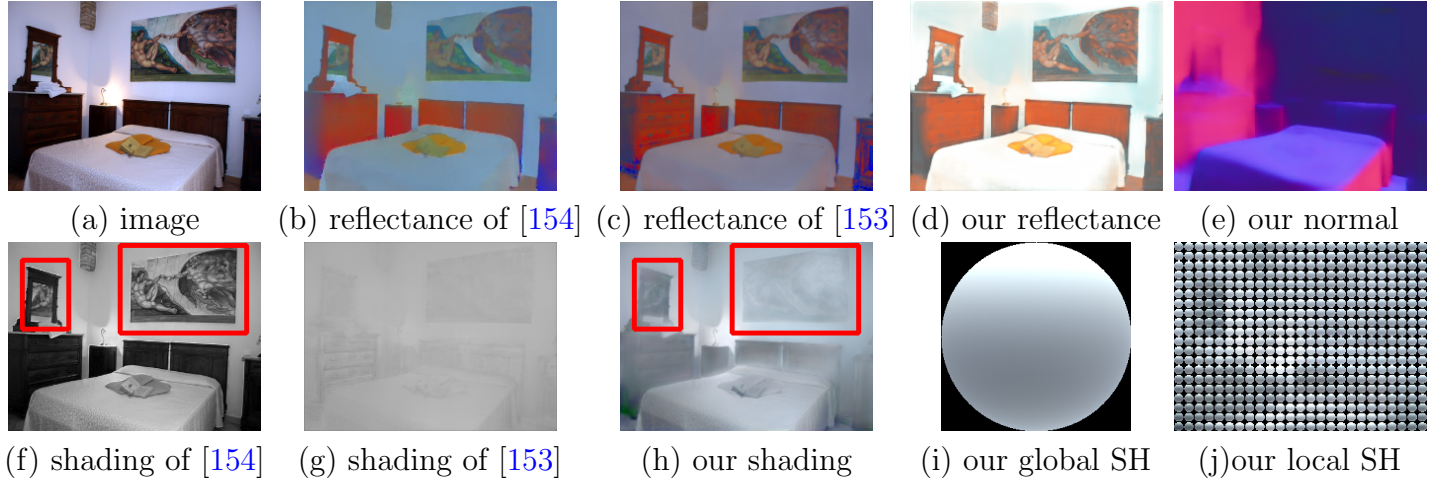 (a) image (b) reflectance of [154] (c) reflectance of [153] (d) our reflectance (e) our normal
(f) shading of [154] (g) shading of [153] (h) our shading (i) our global SH (j)our local SH